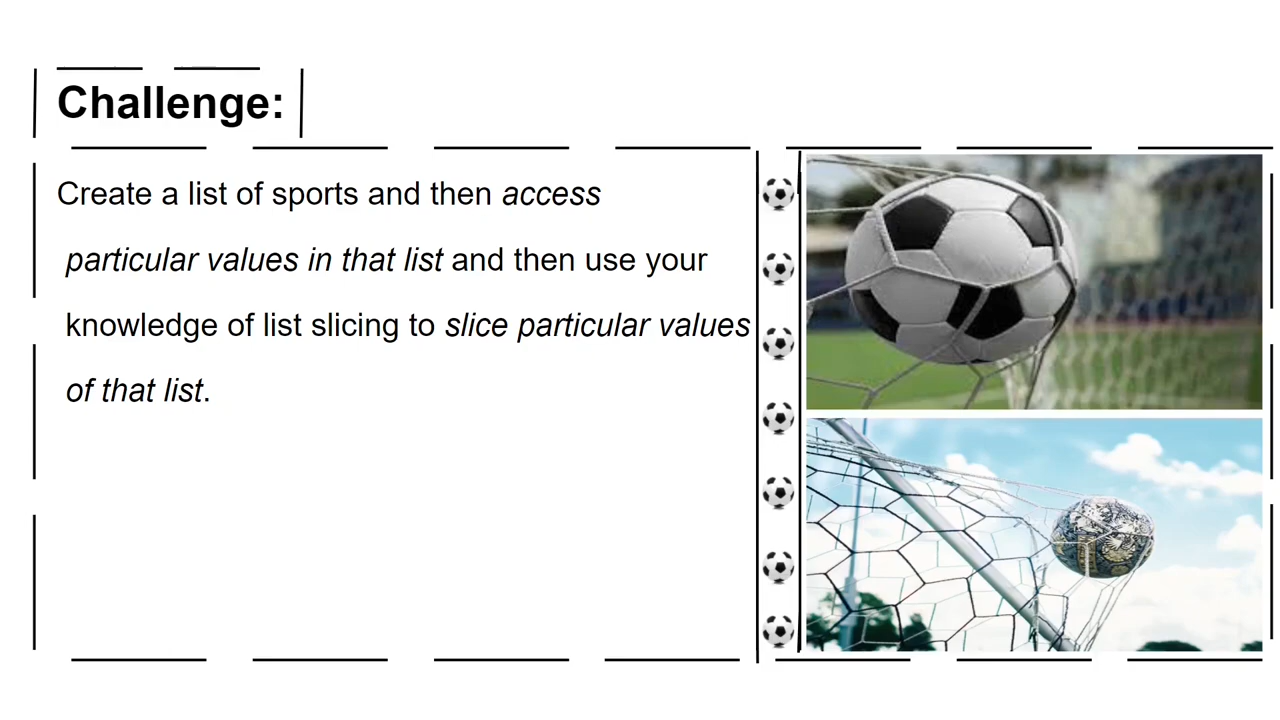 Challenge:
Create a list of sports and then access
particular values in that list and then use your
knowledge of list slicing to slice particular values
of that list.